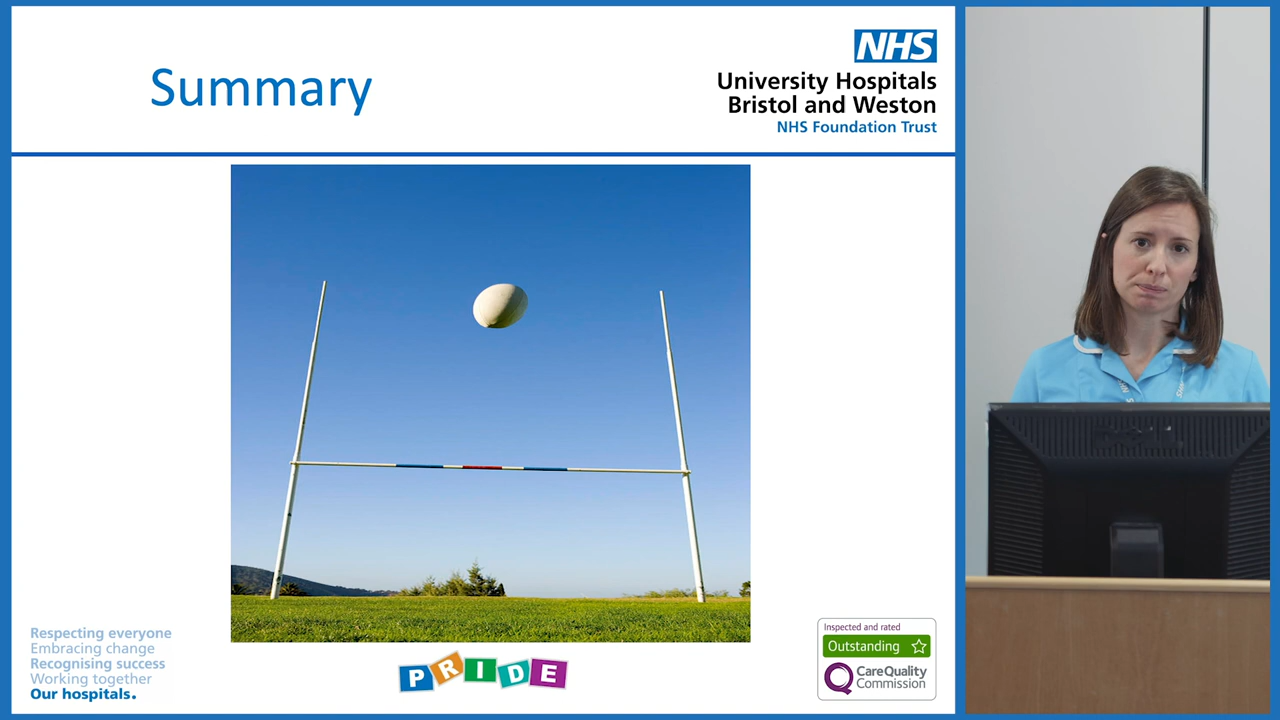 Summary
NHS
University Hospitals
Bristol and Weston
NHS Foundation Trust
Respecting everyone
Embracing change
Recognising success
Working together
Our hospitals.
PRIDE
Inspected and rated
Outstanding
CareQuality
Commission